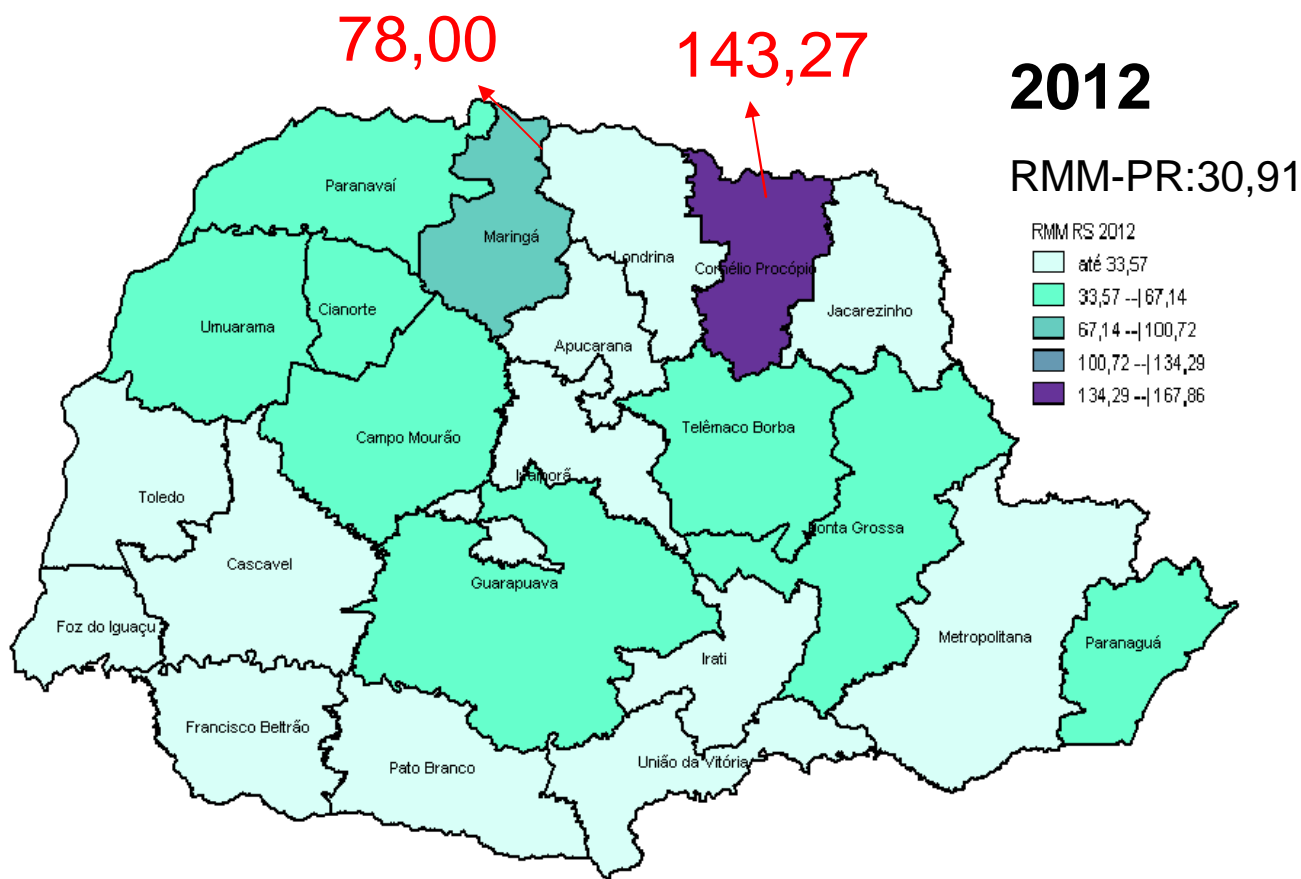 78,00
143,27
2012
RMM-PR:30,91
RMM RS 2012
até 33,57
33,57 --| 67,14
67,14 --| 100,72
100,72 --| 134,29
134,29 --| 167,86
Paranavaí
Maringá
Londrina
Cornélio Procópio
Jacarezinho
Umuarama
Cianorte
Apucarana
Campo Mourão
Telêmaco Borba
Ivaiporã
Toledo
Ponta Grossa
Cascavel
Guarapuava
Foz do Iguaçu
Irati
Metropolitana
Paranaguá
Francisco Beltrão
Pato Branco
União da Vitória